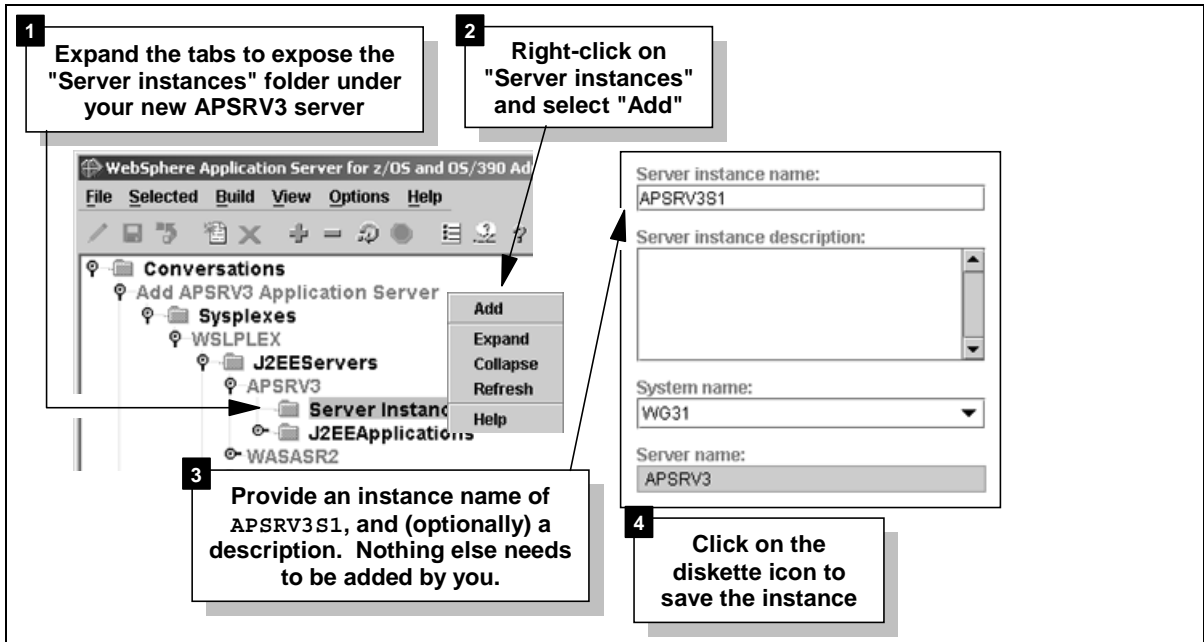 1
Expand the tabs to expose the
"Server instances" folder under
your new APSRV3 server
2
Right-click on
"Server instances"
and select "Add"
WebSphere Application Server for z/OS and OS/390 Ad
File Selected Build View Options Help
Conversations
Add APSRV3 Application Server
Sysplexes
WSLPLEX
J2EEServers
APSRV3
Server Instanc
J2EEApplications
WASASR2
Add
Expand
Collapse
Refresh
Help
3
Provide an instance name of
APSRV3S1, and (optionally) a
description. Nothing else needs
to be added by you.
Server instance name:
APSRV3S1
Server instance description:
System name:
WG31
Server name:
APSRV3
4
Click on the
diskette icon to
save the instance